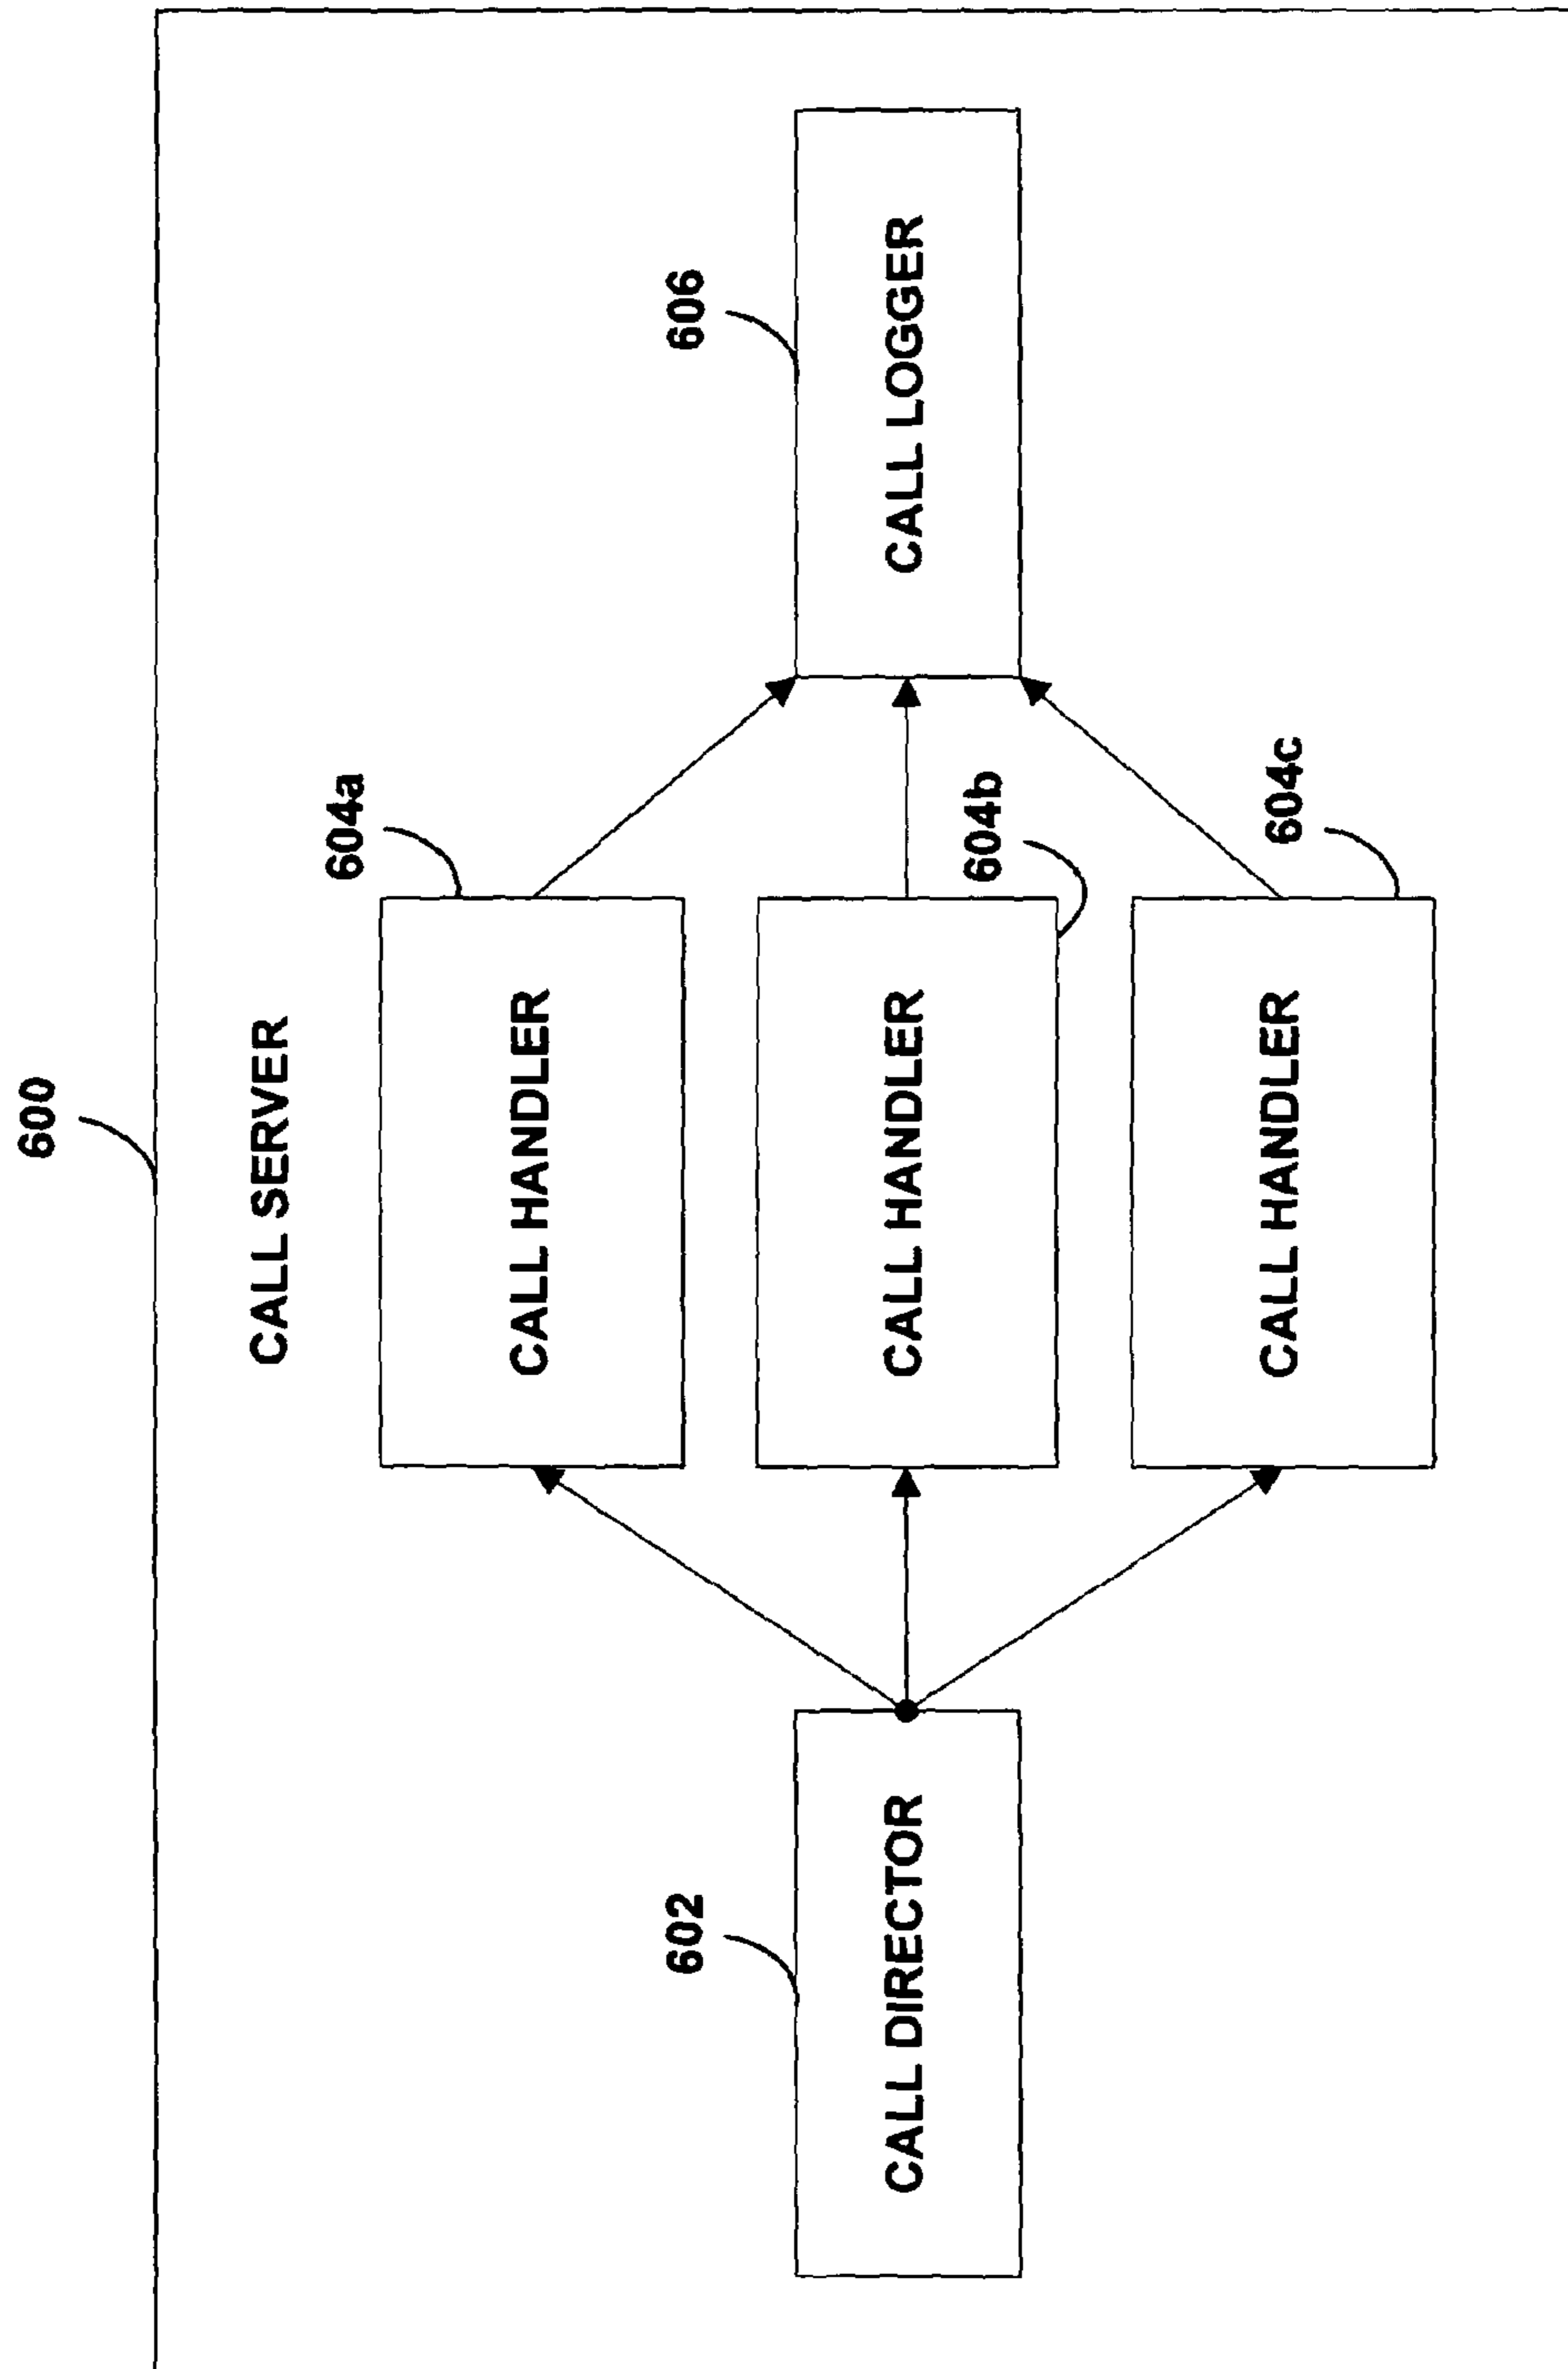 600
CALL SERVER
604a
CALL HANDLER
602
606
CALL DIRECTOR
CALL HANDLER
CALL LOGGER
604b
604c
CALL HANDLER